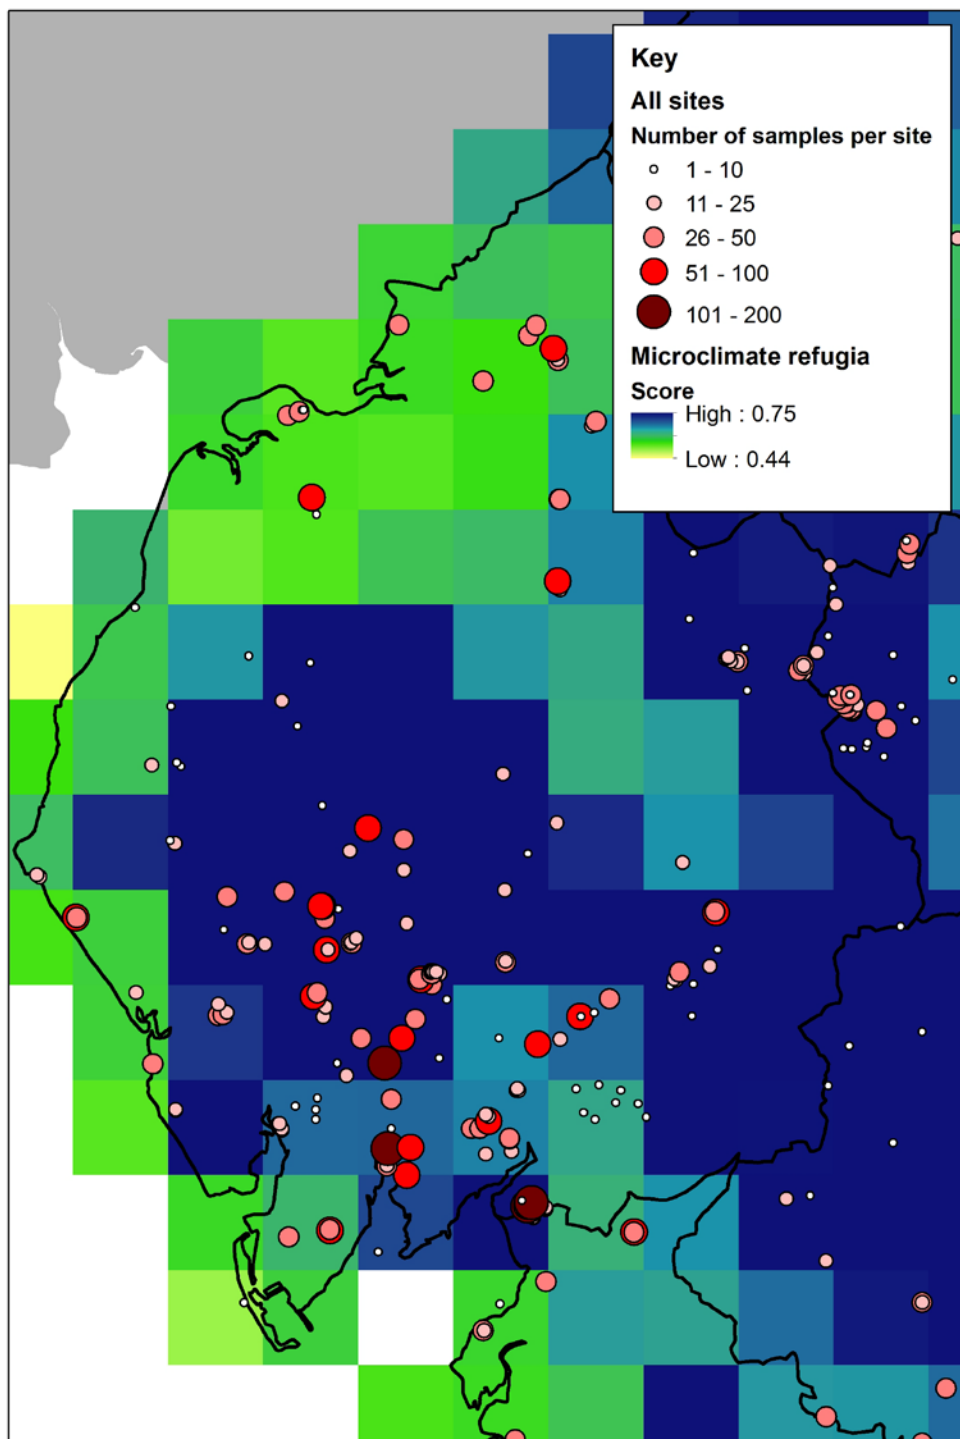 Key
All sites
Number of samples per site
1 - 10
11 - 25
26 - 50
51 - 100
101 - 200
Microclimate refugia
Score
High : 0.75
Low : 0.44